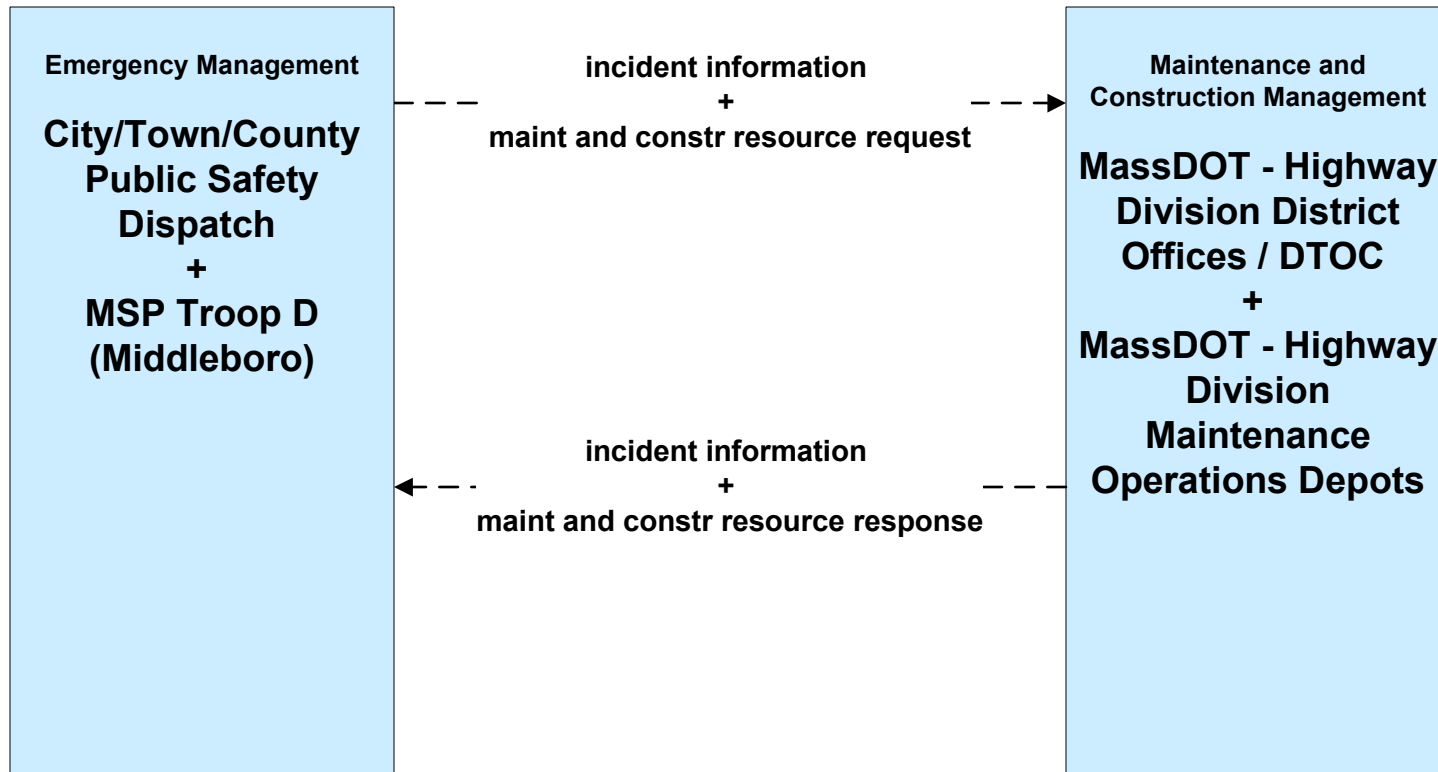 Emergency Management
City/Town/County
Public Safety
Dispatch
+
MSP Troop D
(Middleboro)
incident information
+
maint and constr resource request
incident information
+
maint and constr resource response
Maintenance and
Construction Management
MassDOT - Highway
Division District
Offices / DTOC
+
MassDOT - Highway
Division
Maintenance
Operations Depots